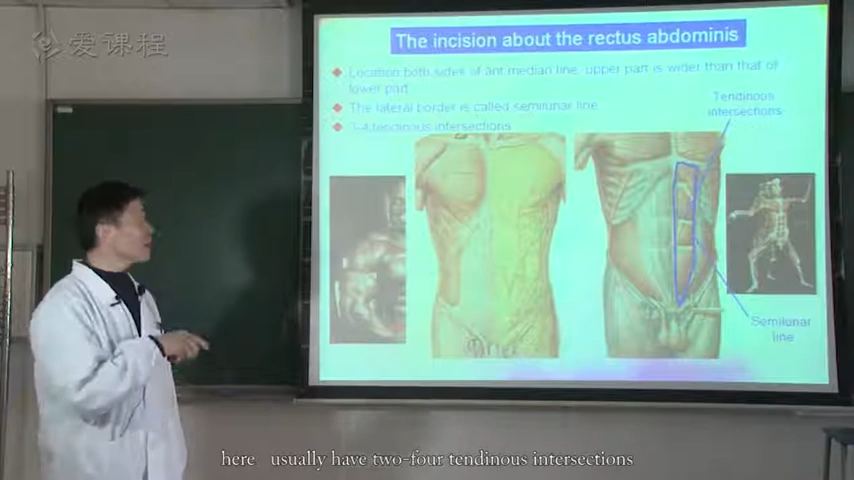 爱课程
The incision about the rectus abdominis
Location both sides of ant median line upper part is wider than that of
lower part
The lateral border is called semilunar line
3-4 tendinous intersections
Tendinous
intersections
Semilunar
line
here usually have two-four tendinous intersections